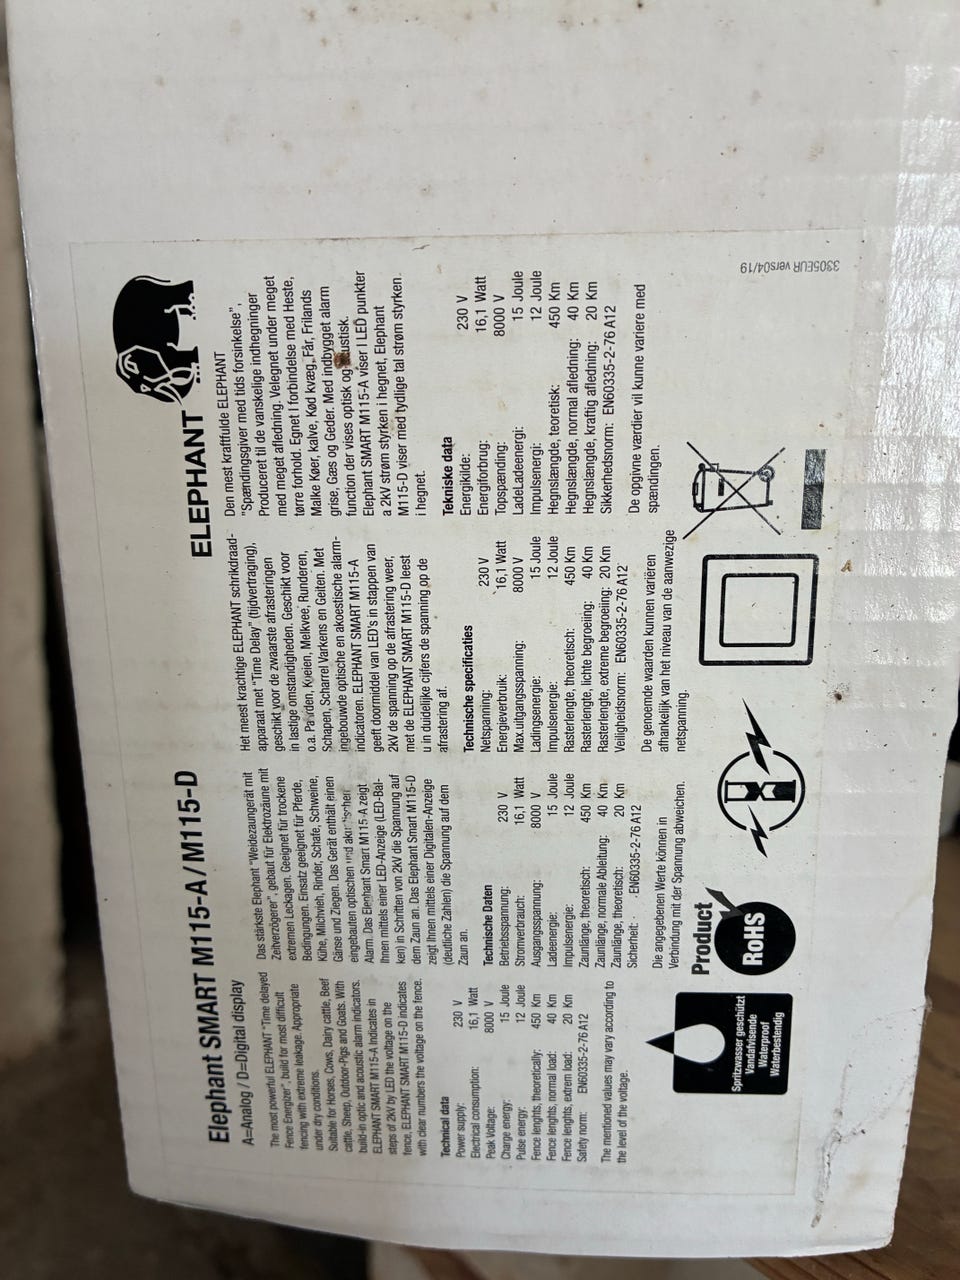 Elephant SMART M115-A / M115-D
A=Analog / D=Digital display
ELEPHANT
The most powerful ELEPHANT "Time delayed
Fence Energizer", build for most difficult
fencing with extreme leakage. Appropriate
under dry conditions.
Suitable for Horses, Cows, Dairy cattle, Beef
cattle, Sheep, Outdoor-Pigs and Goats. With
build-in optic and acoustic alarm indicators.
ELEPHANT SMART M115-A Indicates in
steps of 2kV by LED the voltage on the
fence, ELEPHANT SMART M115-D indicates
with clear numbers the voltage on the fence.
Technical data
Power supply: 230 V
Electrical consumption: 16,1 Watt
Peak Voltage: 8000 V
Charge energy: 15 Joule
Pulse energy: 12 Joule
Fence lenghts, theoretically: 450 Km
Fence lenghts, normal load: 40 Km
Fence lenghts, extrem load: 20 Km
Safety norm: EN60335-2-76 A12
The mentioned values may vary according to
the level of the voltage.
Das stärkste Elephant "Weidezaungerät mit
Zeitverzögerer", gebaut für Elektrozäune mit
extremen Leckagen. Geeignet für trockene
Bedingungen. Einsatz geeignet für Pferde,
Kühe, Milchvieh, Rinder, Schafe, Schweine,
Gänse und Ziegen. Das Gerät enthält einen
eingebauten optischen und akustischen
Alarm. Das Elephant Smart M115-A zeigt
Ihnen mittels einer LED-Anzeige (LED-Bal-
ken) in Schritten von 2kV die Spannung auf
dem Zaun an. Das Elephant Smart M115-D
zeigt Ihnen mittels einer Digitalen-Anzeige
(deutliche Zahlen) die Spannung auf dem
Zaun an.
Technische Daten
Betriebsspannung: 230 V
Stromverbrauch: 16,1 Watt
Ausgangsspannung: 8000 V
Ladeenergie: 15 Joule
Impulsenergie: 12 Joule
Zaunlänge, theoretisch: 450 Km
Zaunlänge, normale Ableitung: 40 Km
Zaunlänge, theoretisch: 20 Km
Sicherheit: EN60335-2-76 A12
Die angegebenen Werte können in
Verbindung mit der Spannung abweichen.
Het meest krachtige ELEPHANT schrikdraad-
apparaat met "Time Delay" (tijdvertraging),
geschikt voor de zwaarste afrasteringen
in lastige omstandigheden. Geschikt voor
o.a. Paarden, Koeien, Melkvee, Runderen,
Schapen, Scharrel Varkens en Geiten. Met
ingebouwde optische en akoestische alarm-
indicatoren. ELEPHANT SMART M115-A
geeft doormiddel van LED's in stappen van
2kV de spanning op de afrastering weer,
met de ELEPHANT SMART M115-D leest
u in duidelijke cijfers de spanning op de
afrastering af.
Technische specificaties
Netspanning: 230 V
Energieverbruik: 16,1 Watt
Max.uitgangsspanning: 8000 V
Ladingsenergie: 15 Joule
Impulsenergie: 12 Joule
Rasterlengte, theoretisch: 450 Km
Rasterlengte, lichte begroeiing: 40 Km
Rasterlengte, extreme begroeiing: 20 Km
Veiligheidsnorm: EN60335-2-76 A12
De genoemde waarden kunnen variëren
afhankelijk van het niveau van de aanwezige
netspanning.
Den mest kraftfulde ELEPHANT
"Spændingsgiver med tids forsinkelse",
Produceret til de vanskelige indhegninger
med meget afledning. Velegnet under meget
tørre forhold. Egnet I forbindelse med Heste,
Malke Køer, kalve, Kød kvæg, Får, Frilands
grise, Gæs og Geder. Med indbygget alarm
function der vises optisk og akustisk.
Elephant SMART M115-A viser I LED punkter
a 2kV strøm styrken i hegnet, Elephant
M115-D viser med tydlige tal strøm styrken
i hegnet.
Tekniske data
Energikilde: 230 V
Energiforbrug: 16,1 Watt
Topspænding: 8000 V
LadeLadeenergi: 15 Joule
Impulsenergi: 12 Joule
Hegnslængde, teoretisk: 450 Km
Hegnslængde, normal afledning: 40 Km
Hegnslængde, kraftig afledning: 20 Km
Sikkerhedsnorm: EN60335-2-76 A12
De opgivne værdier vil kunne variere med
spændingen.
Spritzwasser geschützt
Vandafvisende
Waterproof
Waterbestendig
Product
RoHS
3305EUR verso04/19